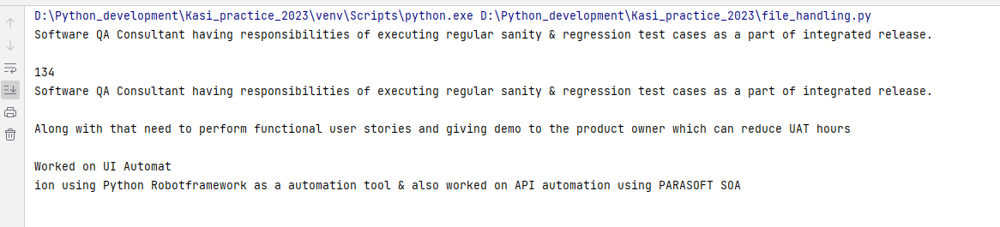 D:\Python_development\Kasi_practice_2023\venv\Scripts\python.exe D:\Python_development\Kasi_practice_2023\file_handling.py
Software QA Consultant having responsibilities of executing regular sanity & regression test cases as a part of integrated release.
134
Software QA Consultant having responsibilities of executing regular sanity & regression test cases as a part of integrated release.
Along with that need to perform functional user stories and giving demo to the product owner which can reduce UAT hours
Worked on UI Automat
ion using Python Robotframework as a automation tool & also worked on API automation using PARASOFT SOA